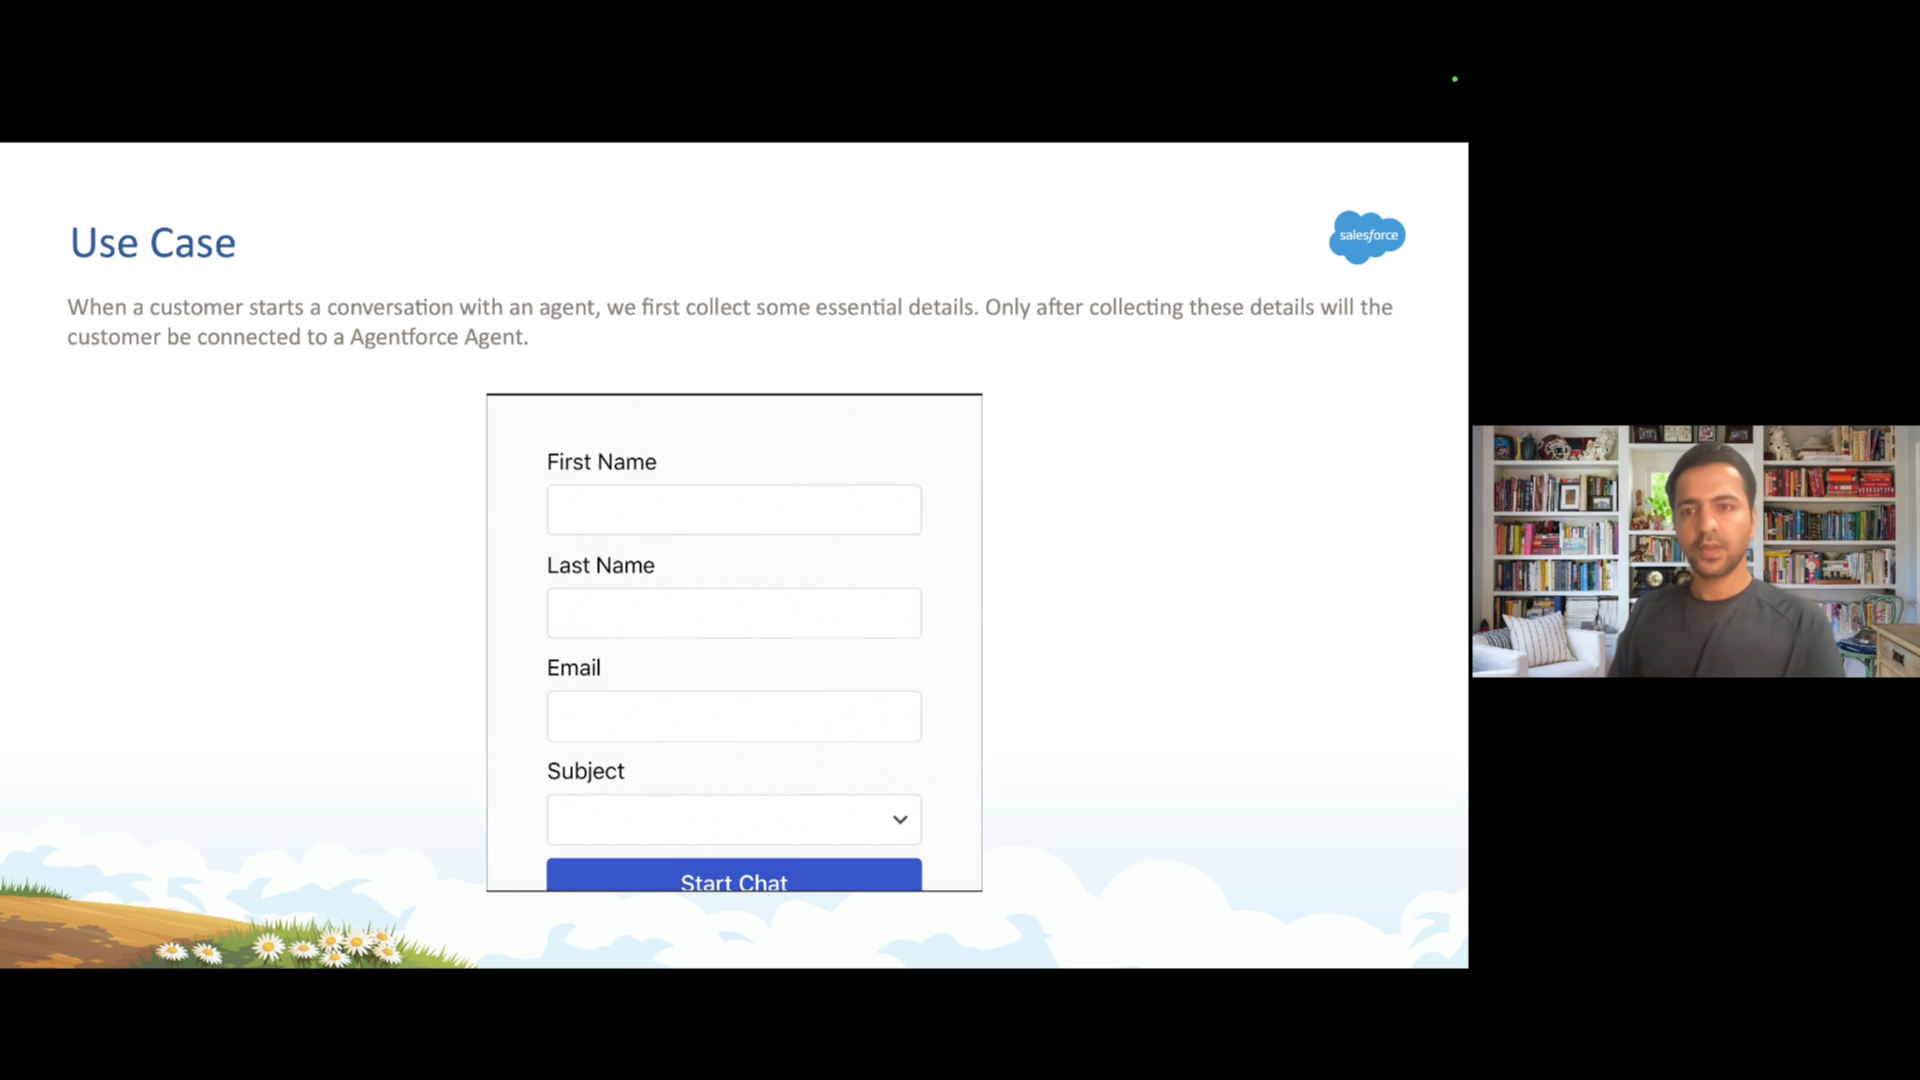 Use Case
salesforce
When a customer starts a conversation with an agent, we first collect some essential details. Only after collecting these details will the
customer be connected to a Agentforce Agent.
First Name
Last Name
Email
Subject
Start Chat